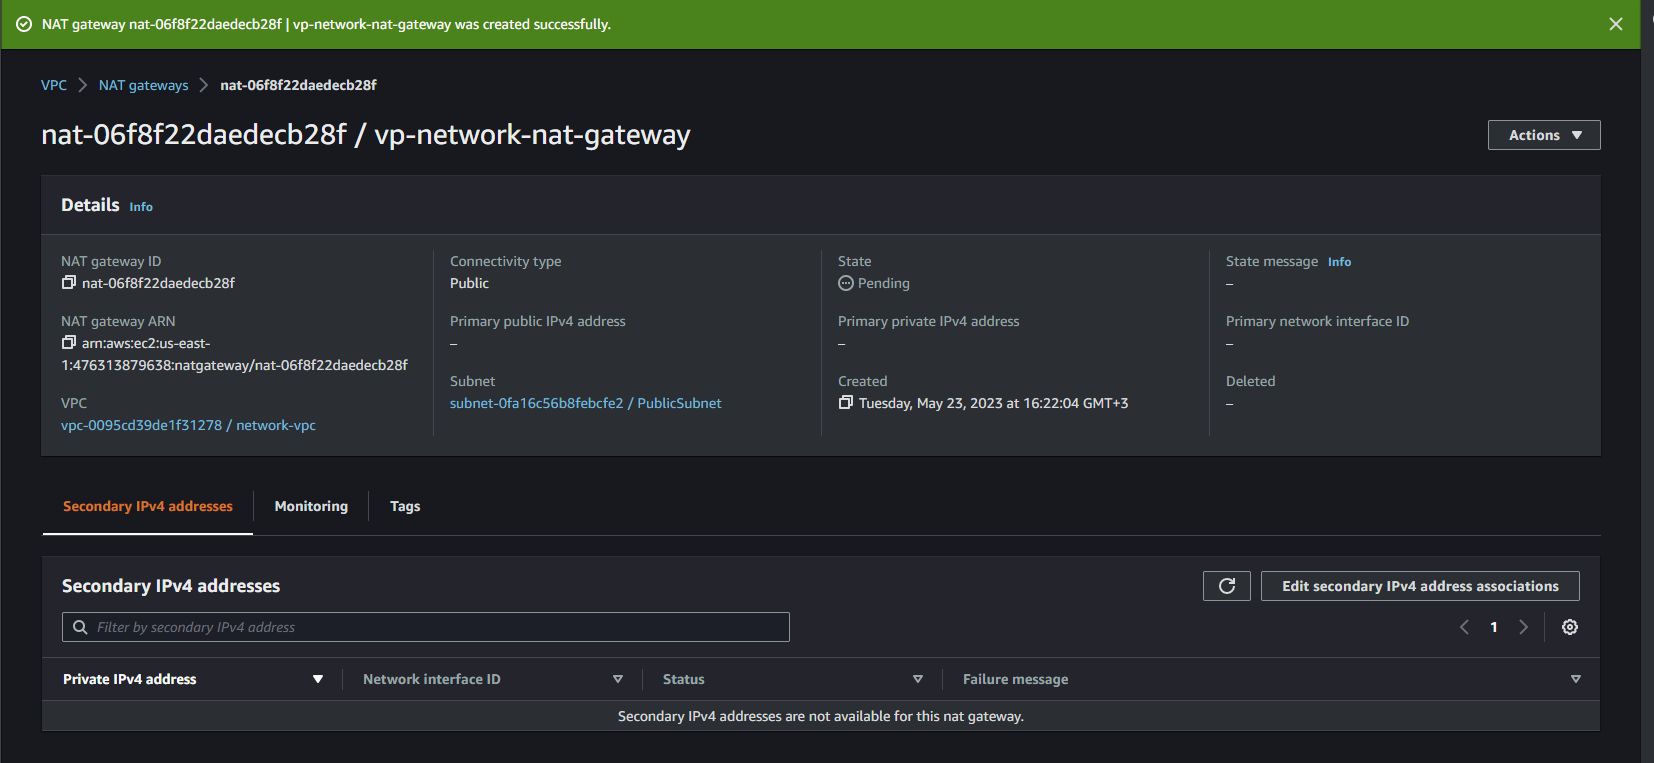 NAT gateway nat-06f8f22daedecb28f | vp-network-nat-gateway was created successfully.
VPC
NAT gateways
nat-06f8f22daedecb28f
nat-06f8f22daedecb28f / vp-network-nat-gateway
Actions
Details Info
NAT gateway ID
nat-06f8f22daedecb28f
NAT gateway ARN
arn:aws:ec2:us-east-
1:476313879638:natgateway/nat-06f8f22daedecb28f
VPC
vpc-0095cd39de1f31278 / network-vpc
Connectivity type
Public
Primary public IPv4 address
–
Subnet
subnet-0fa16c56b8febcfe2 / PublicSubnet
State
Pending
Primary private IPv4 address
–
Created
Tuesday, May 23, 2023 at 16:22:04 GMT+3
State message Info
–
Primary network interface ID
–
Deleted
–
Secondary IPv4 addresses
Monitoring
Tags
Secondary IPv4 addresses
Edit secondary IPv4 address associations
Filter by secondary IPv4 address
1
Private IPv4 address
Network interface ID
Status
Failure message
Secondary IPv4 addresses are not available for this nat gateway.